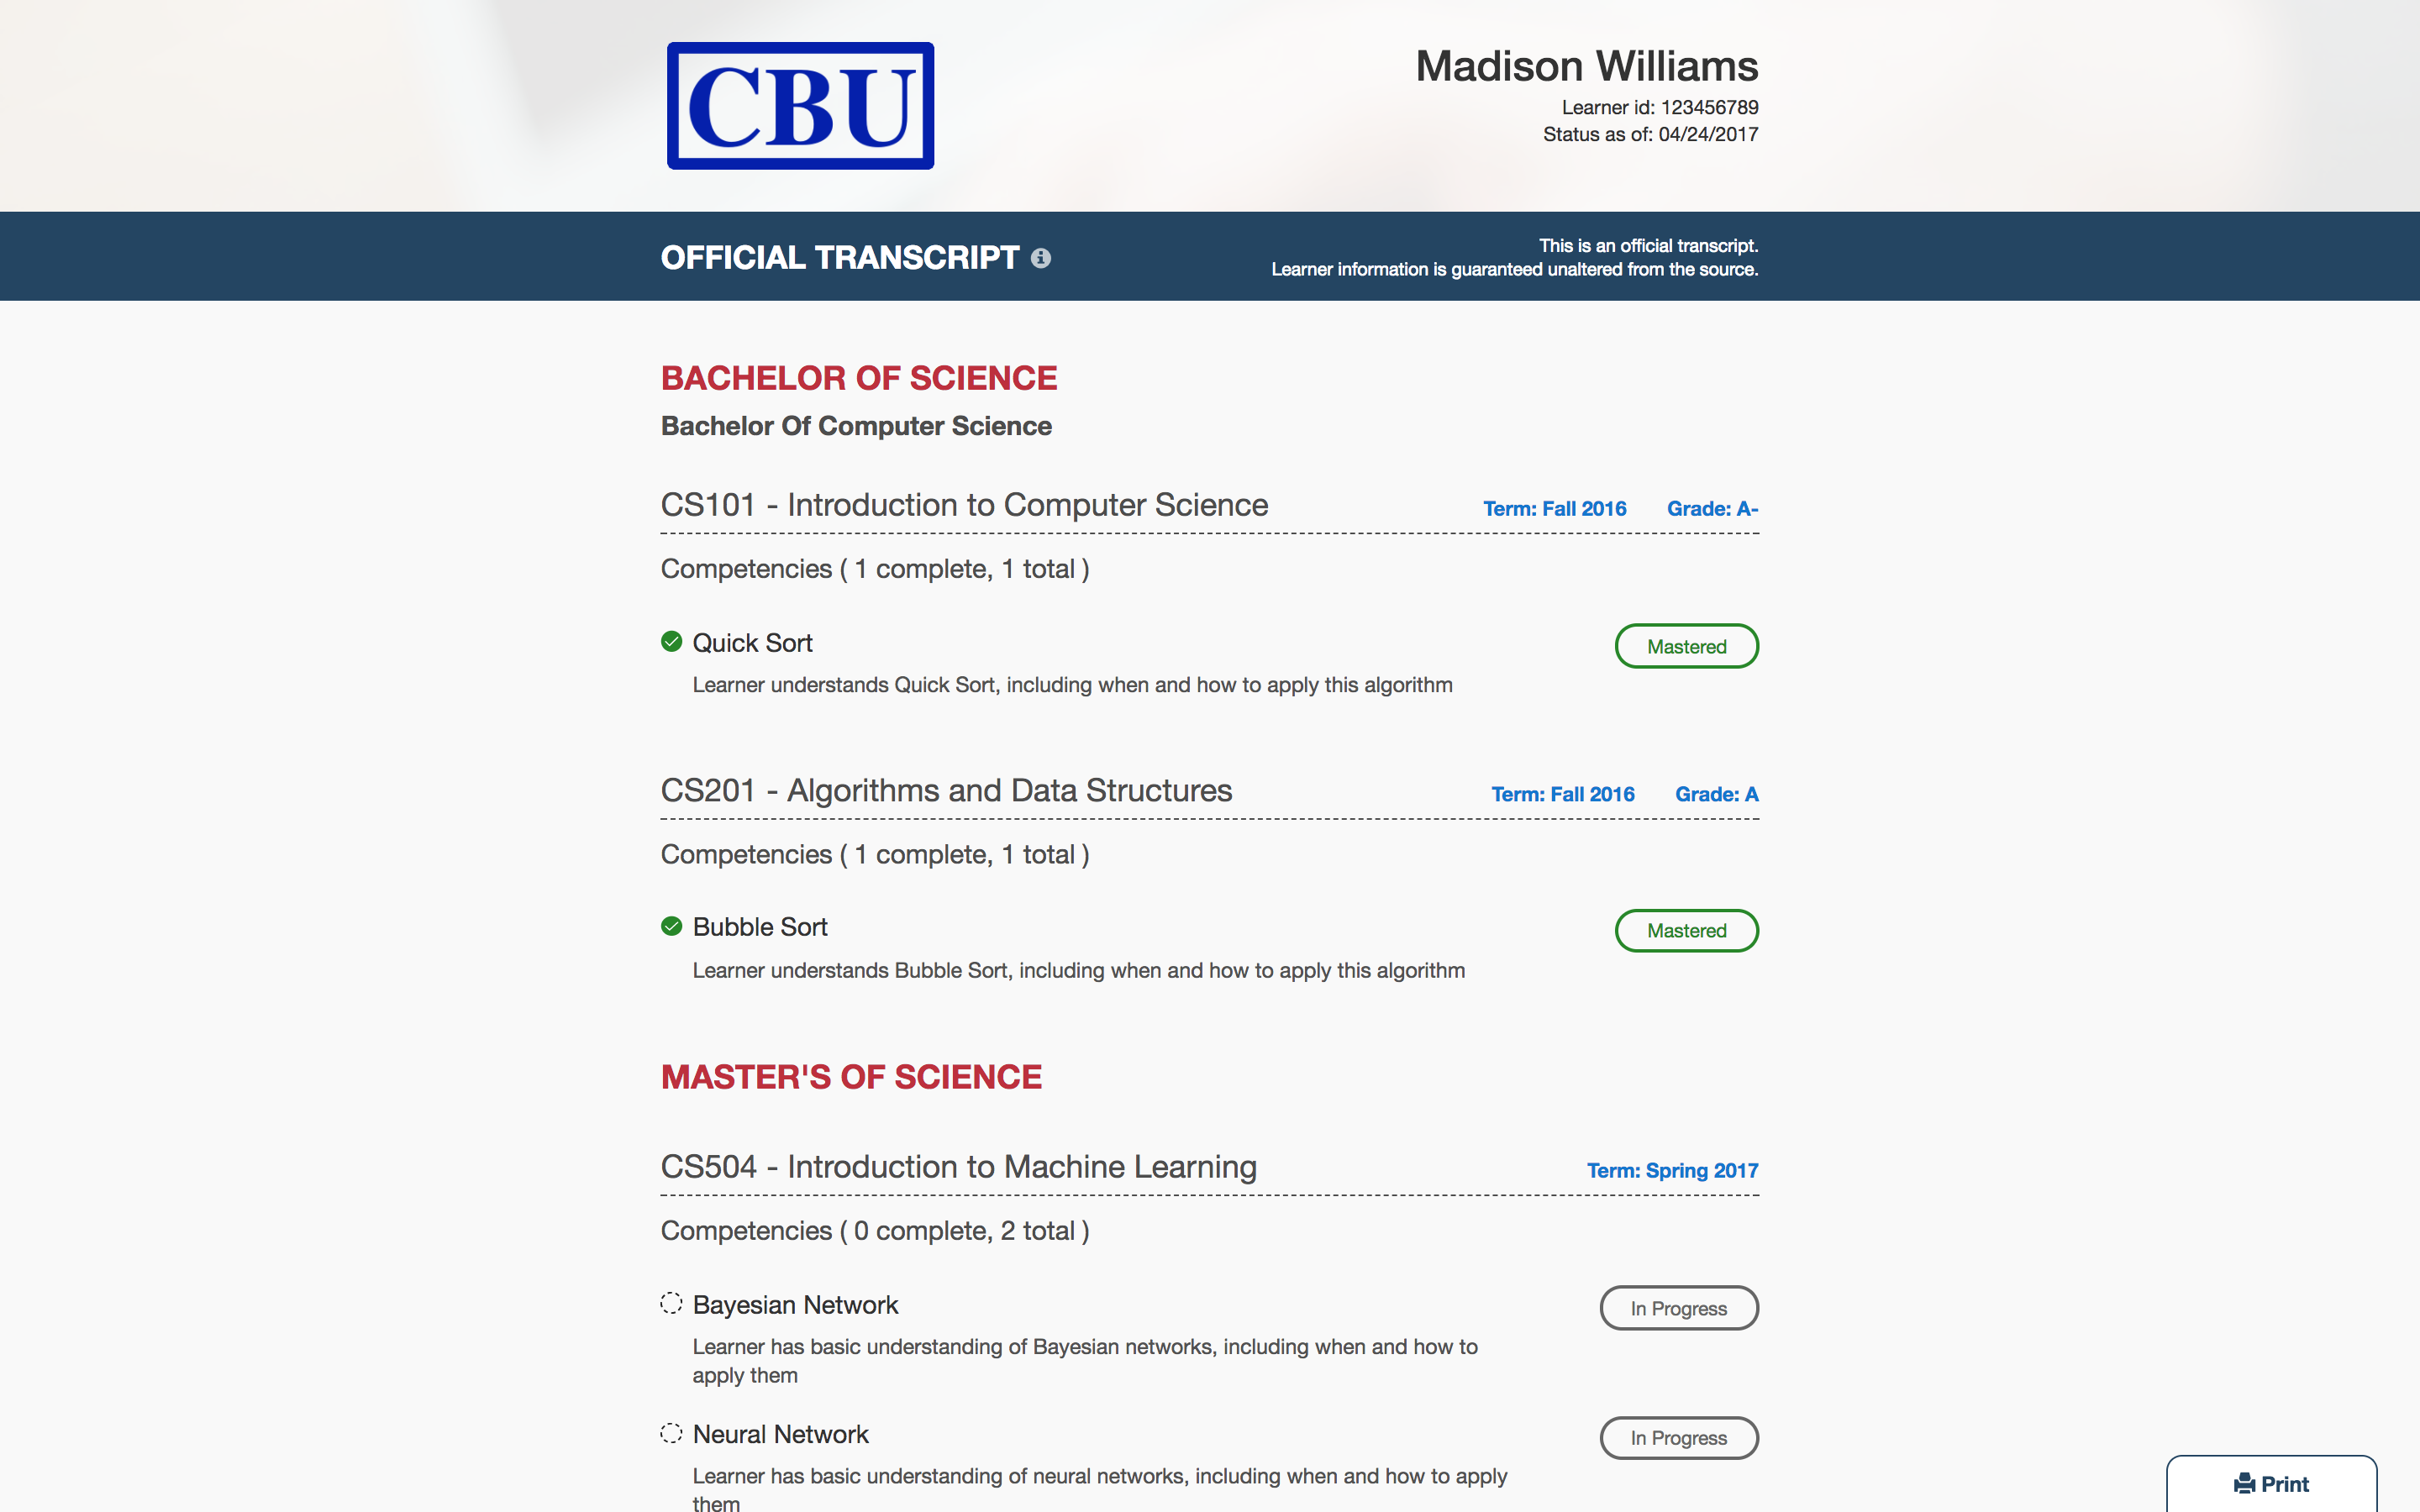 CBU
Madison Williams
Learner id: 123456789
Status as of: 04/24/2017
OFFICIAL TRANSCRIPT
This is an official transcript.
Learner information is guaranteed unaltered from the source.
BACHELOR OF SCIENCE
Bachelor Of Computer Science
CS101 - Introduction to Computer Science Term: Fall 2016 Grade: A-
Competencies ( 1 complete, 1 total )
Quick Sort Mastered
Learner understands Quick Sort, including when and how to apply this algorithm
CS201 - Algorithms and Data Structures Term: Fall 2016 Grade: A
Competencies ( 1 complete, 1 total )
Bubble Sort Mastered
Learner understands Bubble Sort, including when and how to apply this algorithm
MASTER'S OF SCIENCE
CS504 - Introduction to Machine Learning Term: Spring 2017
Competencies ( 0 complete, 2 total )
Bayesian Network In Progress
Learner has basic understanding of Bayesian networks, including when and how to
apply them
Neural Network In Progress
Learner has basic understanding of neural networks, including when and how to apply
them
Print